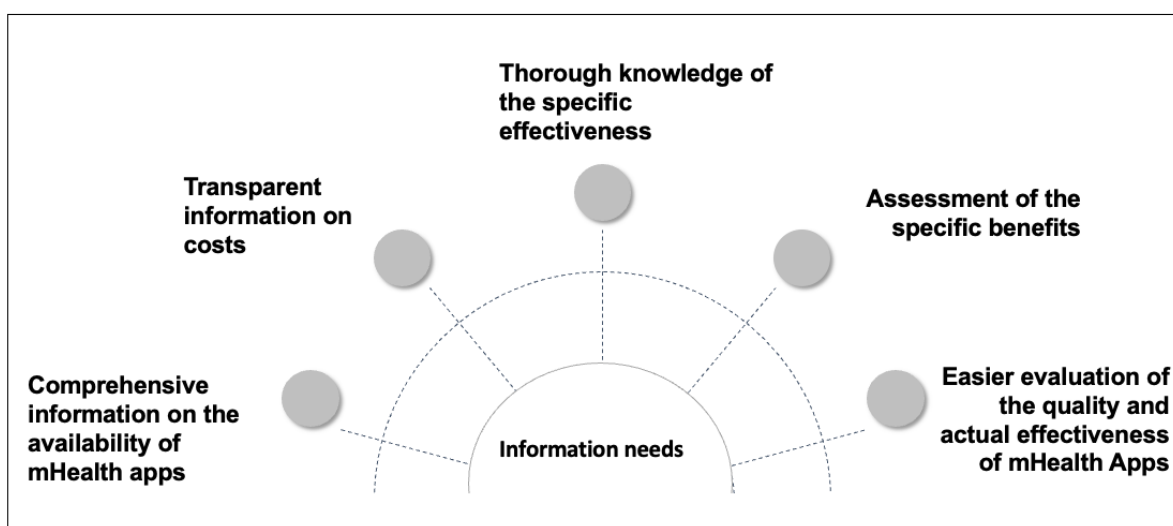 Thorough knowledge of
the specific
effectiveness
Transparent
information on
costs
Assessment of the
specific benefits
Comprehensive
information on the
availability of
mHealth apps
Information needs
Easier evaluation of
the quality and
actual effectiveness
of mHealth Apps